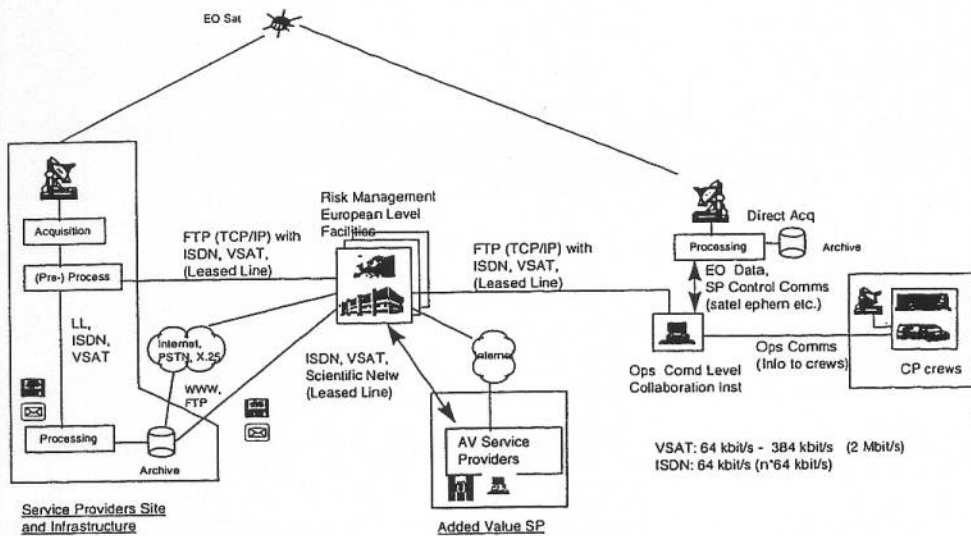 EO Sat
Risk Management
European Level
Facilities
Direct Acq
Acquisition
FTP (TCP/IP) with
ISDN, VSAT,
(Leased Line)
FTP (TCP/IP) with
ISDN, VSAT,
(Leased Line)
Processing
Archive
(Pre-) Process
EO Data,
SP Control Comms
(satel ephern etc.)
LL,
ISDN,
VSAT
Internet,
PSTN, X.25
ISDN, VSAT,
Scientific Netw
(Leased Line)
Internet
Ops Comd Level
Collaboration Inst
Ops Comms
(Info to crews)
CP crews
WWW,
FTP
Processing
Archive
AV Service
Providers
VSAT: 64 kbit/s - 384 kbit/s (2 Mbit/s)
ISDN: 64 kbit/s (n*64 kbit/s)
Service Providers Site
and Infrastructure
Added Value SP